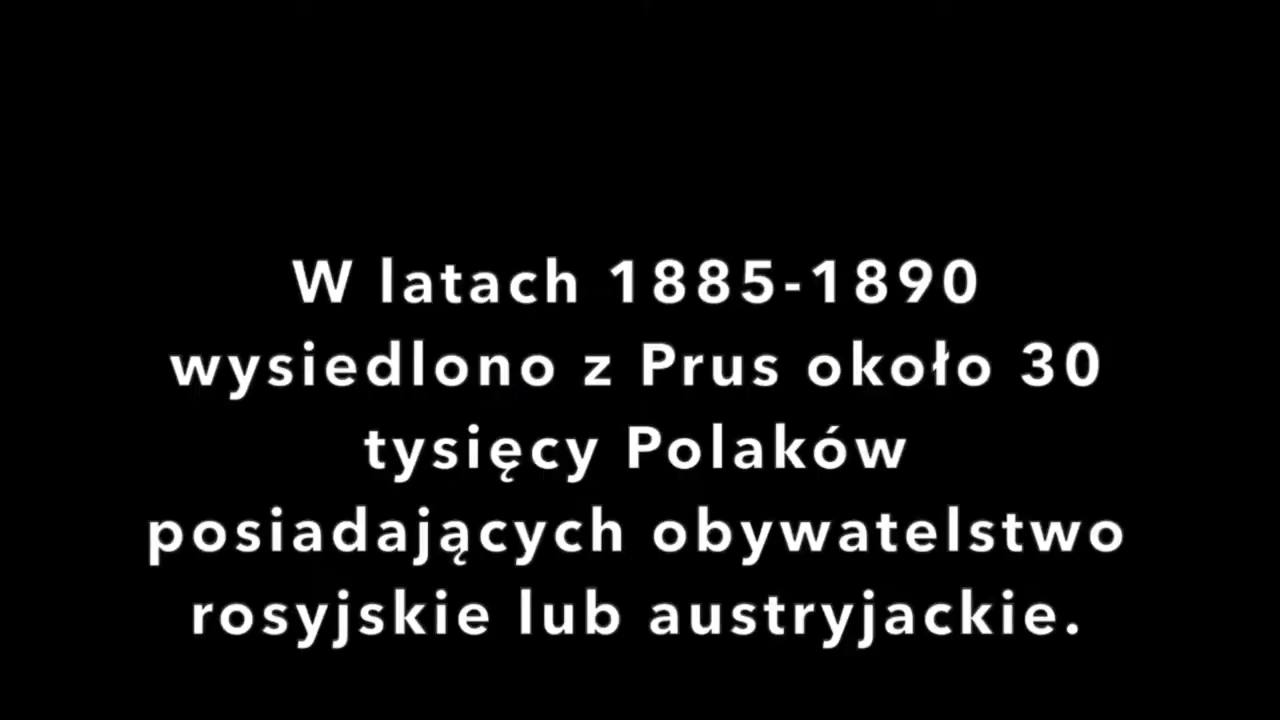 W latach 1885-1890
wysiedlono z Prus około 30
tysięcy Polaków
posiadających obywatelstwo
rosyjskie lub austryjackie.